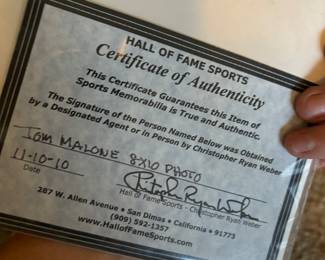 HALL OF FAME SPORTS
Certificate of Authenticity
This Certificate Guarantees this Item of
Sports Memorabilia is True and Authentic.
The Signature of the Person Named Below was Obtained
by a Designated Agent or in Person by Christopher Ryan Weber
TOM MALONE 8X10 PHOTO
11-10-10
Christopher Ryan Weber
Date
Hall of Fame Sports - Christopher Ryan Weber
287 W. Allen Avenue • San Dimas • California • 91773
(909) 592-1357
www.HallofFameSports.com